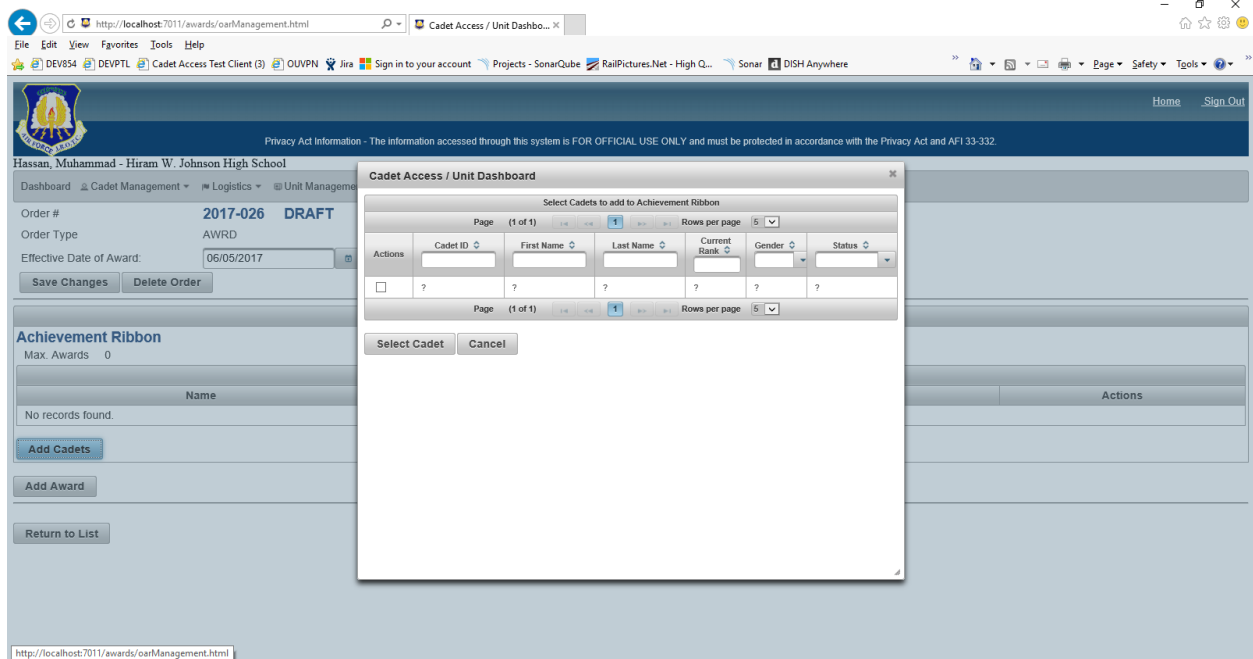 http://localhost:7011/awards/oarManagement.html
Cadet Access / Unit Dashbo...
File Edit View Favorites Tools Help
DEV854 DEVPTL Cadet Access Test Client (3) OUVPN Jira Sign in to your account Projects - SonarQube RailPictures.Net - High Q... Sonar d DISH Anywhere » Page Safety Tools »
Home Sign Out
Privacy Act Information - The information accessed through this system is FOR OFFICIAL USE ONLY and must be protected in accordance with the Privacy Act and AFI 33-332.
Hassan, Muhammad - Hiram W. Johnson High School
Dashboard Cadet Management Logistics Unit Manageme
Order # 2017-026 DRAFT
Order Type AWRD
Effective Date of Award: 06/05/2017
Save Changes Delete Order
Achievement Ribbon
Max. Awards 0
Name Actions
No records found.
Add Cadets
Add Award
Return to List
Cadet Access / Unit Dashboard
Select Cadets to add to Achievement Ribbon
Page (1 of 1) 1 Rows per page 5
Actions Cadet ID First Name Last Name Current Rank Gender Status
? ? ? ? ? ?
Page (1 of 1) 1 Rows per page 5
Select Cadet Cancel
http://localhost:7011/awards/oarManagement.html